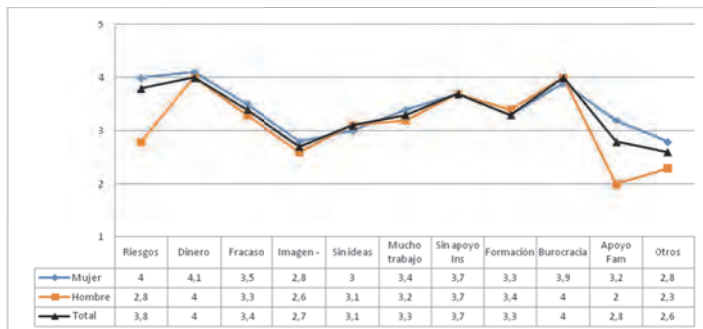 5
4
3
2
1
Riesgos Dinero Fracaso Imagen - Sin ideas Mucho trabajo Sin apoyo Ins Formación Burocracia Apoyo Fam Otros
Mujer 4 4,1 3,5 2,8 3 3,4 3,7 3,3 3,9 3,2 2,8
Hombre 2,8 4 3,3 2,6 3,1 3,2 3,7 3,4 4 2 2,3
Total 3,8 4 3,4 2,7 3,1 3,3 3,7 3,3 4 2,8 2,6